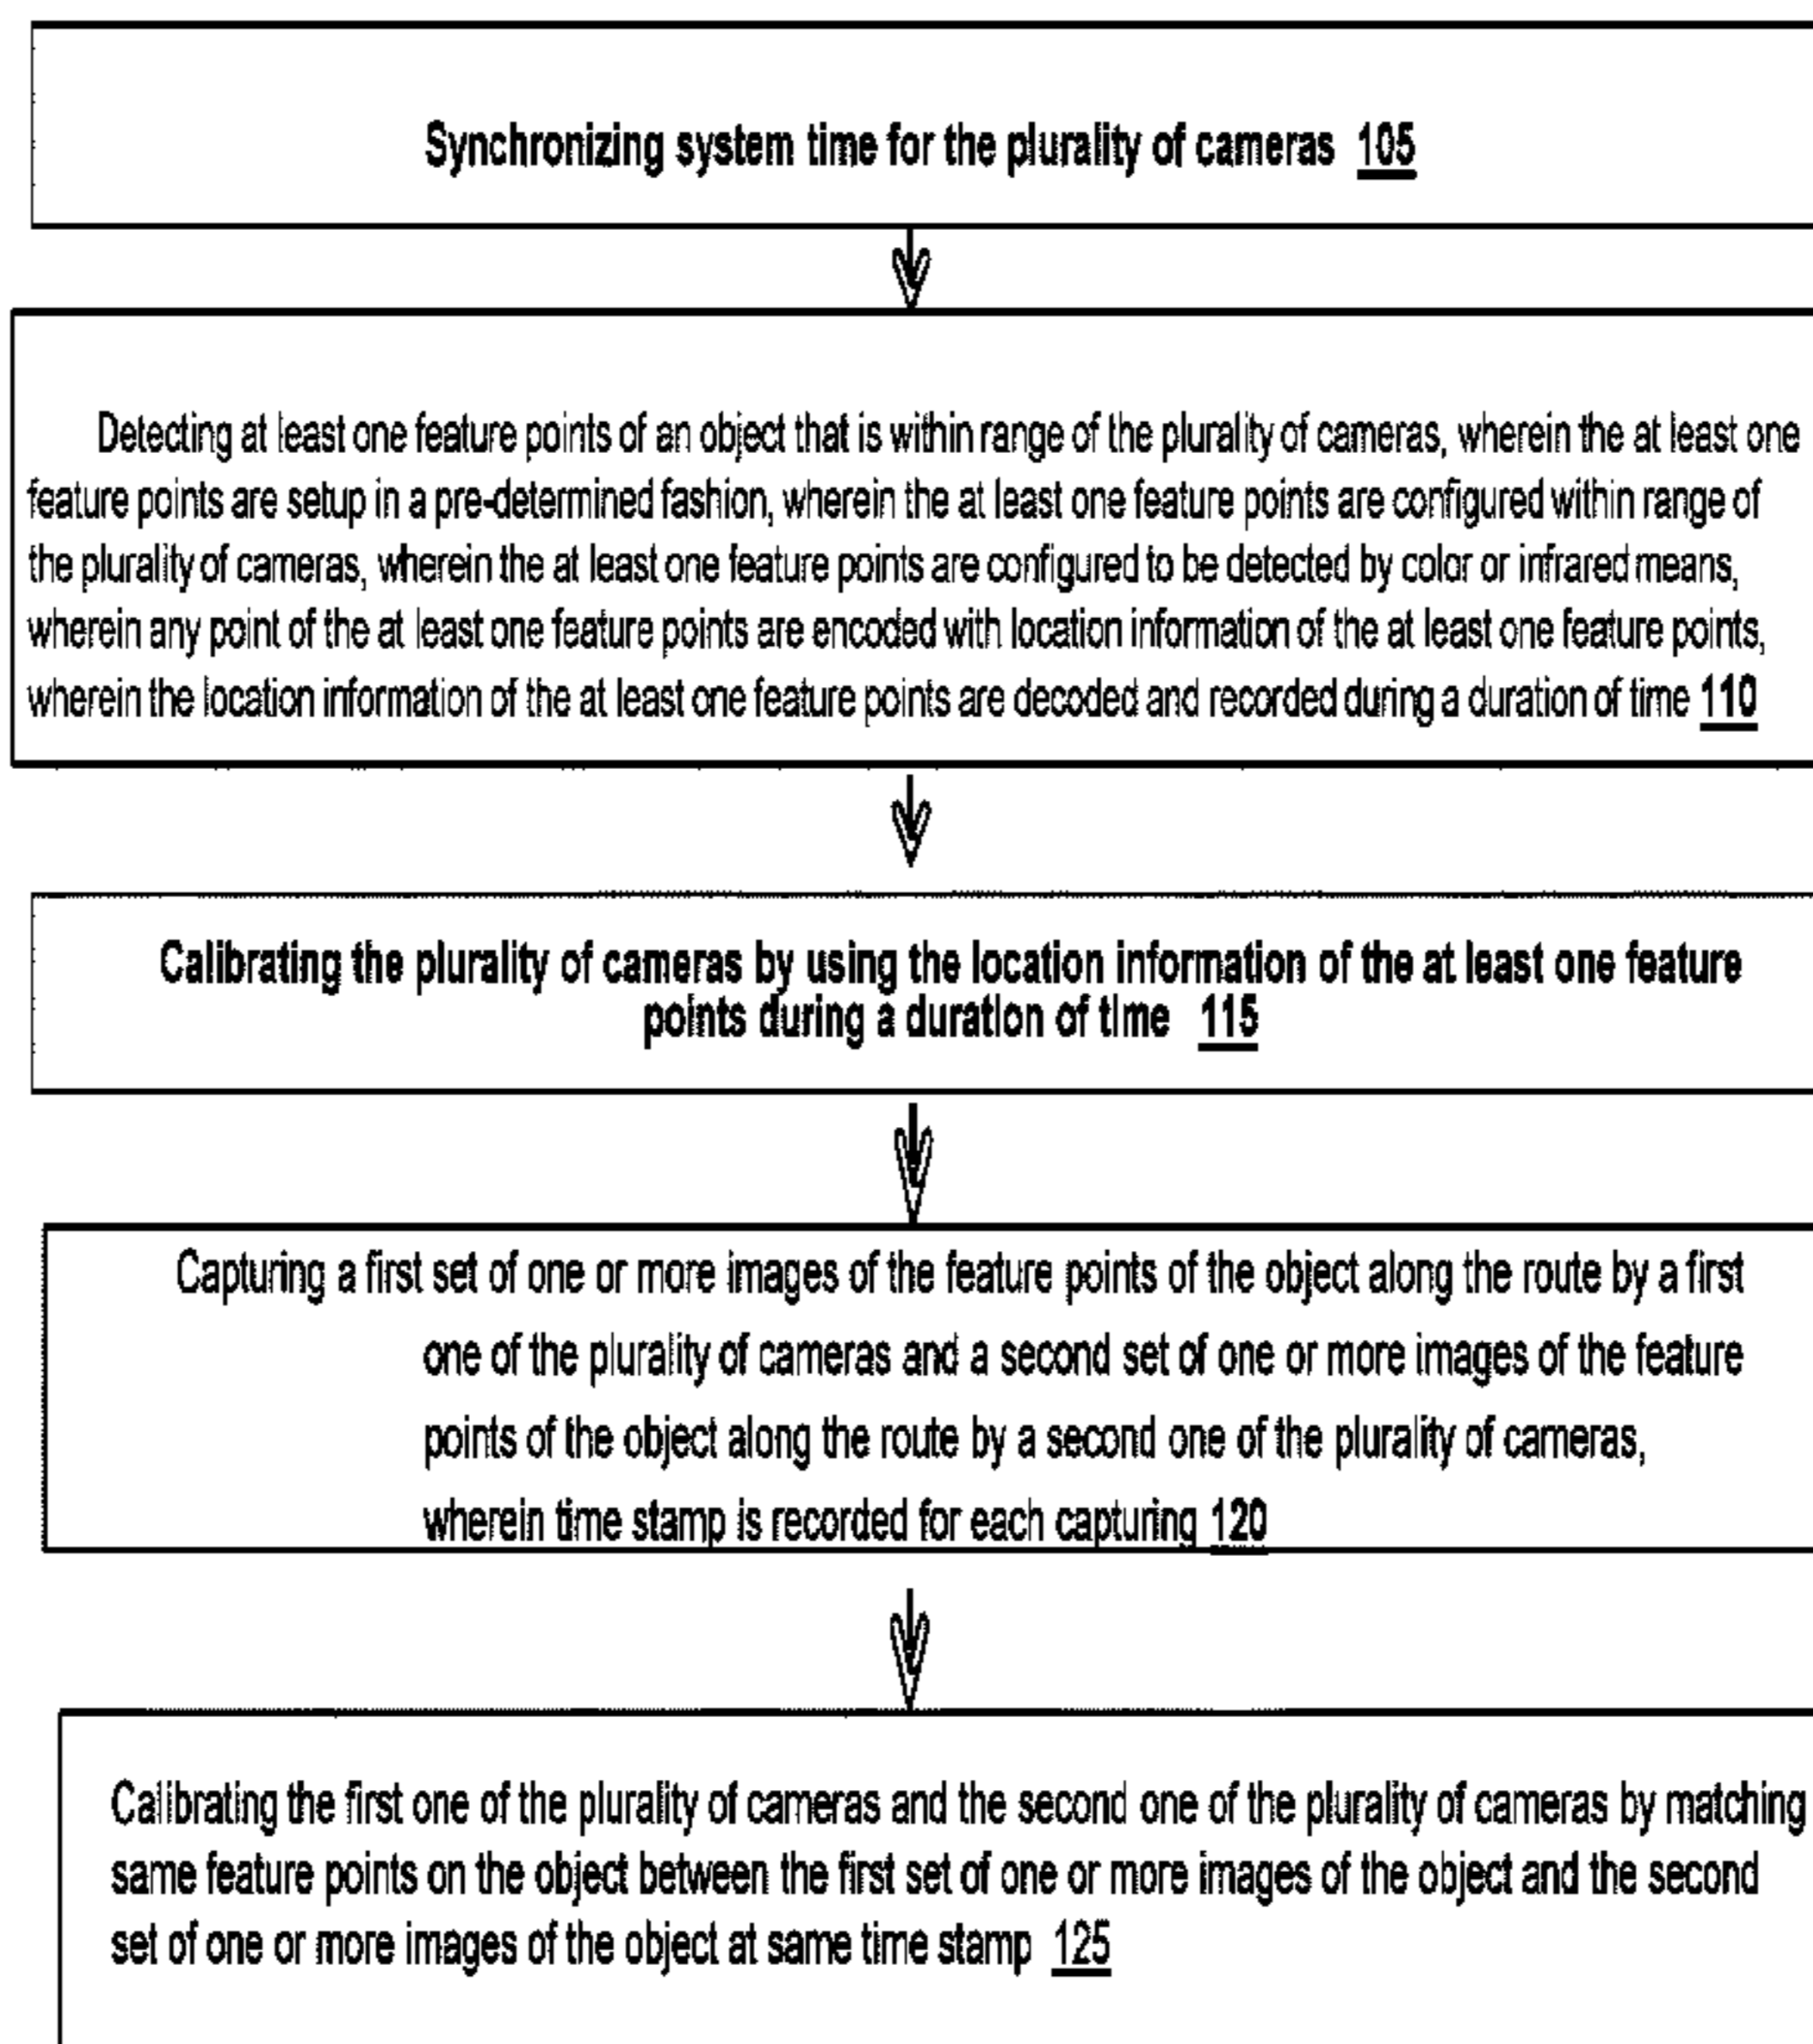 Synchronizing system time for the plurality of cameras 105
Detecting at least one feature points of an object that is within range of the plurality of cameras, wherein the at least one
feature points are setup in a pre-determined fashion, wherein the at least one feature points are configured within range of
the plurality of cameras, wherein the at least one feature points are configured to be detected by color or infrared means,
wherein any point of the at least one feature points are encoded with location information of the at least one feature points,
wherein the location information of the at least one feature points are decoded and recorded during a duration of time 110
Calibrating the plurality of cameras by using the location information of the at least one feature
points during a duration of time 115
Capturing a first set of one or more images of the feature points of the object along the route by a first
one of the plurality of cameras and a second set of one or more images of the feature
points of the object along the route by a second one of the plurality of cameras,
wherein time stamp is recorded for each capturing 120
Calibrating the first one of the plurality of cameras and the second one of the plurality of cameras by matching
same feature points on the object between the first set of one or more images of the object and the second
set of one or more images of the object at same time stamp 125